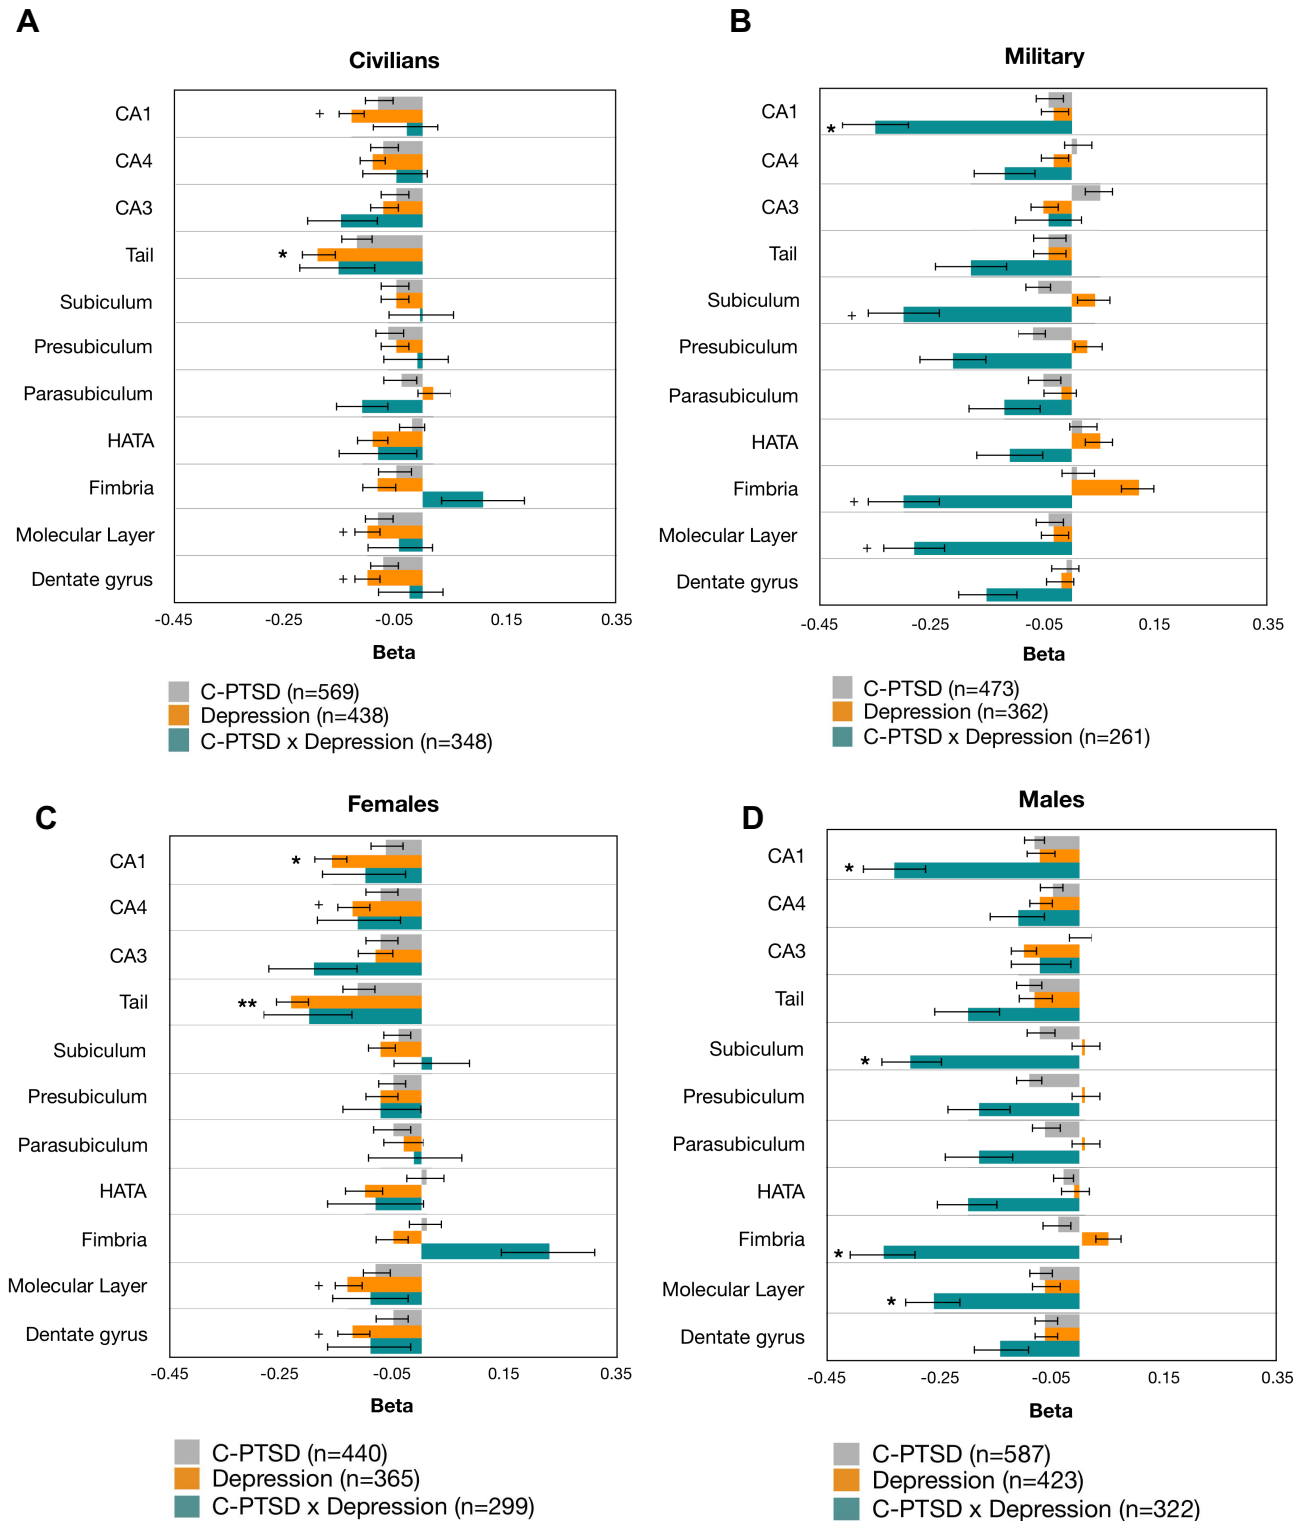 A
Civilians
CA1
+
CA4
CA3
Tail
*
Subiculum
Presubiculum
Parasubiculum
HATA
Fimbria
Molecular Layer
+
Dentate gyrus
+
-0.45 -0.25 -0.05 0.15 0.35
Beta
C-PTSD (n=569)
Depression (n=438)
C-PTSD x Depression (n=348)
B
Military
CA1
*
CA4
CA3
Tail
Subiculum
+
Presubiculum
Parasubiculum
HATA
Fimbria
+
Molecular Layer
+
Dentate gyrus
-0.45 -0.25 -0.05 0.15 0.35
Beta
C-PTSD (n=473)
Depression (n=362)
C-PTSD x Depression (n=261)
C
Females
CA1
*
CA4
+
CA3
Tail
**
Subiculum
Presubiculum
Parasubiculum
HATA
Fimbria
Molecular Layer
+
Dentate gyrus
+
-0.45 -0.25 -0.05 0.15 0.35
Beta
C-PTSD (n=440)
Depression (n=365)
C-PTSD x Depression (n=299)
D
Males
CA1
*
CA4
CA3
Tail
Subiculum
*
Presubiculum
Parasubiculum
HATA
Fimbria
*
Molecular Layer
*
Dentate gyrus
-0.45 -0.25 -0.05 0.15 0.35
Beta
C-PTSD (n=587)
Depression (n=423)
C-PTSD x Depression (n=322)